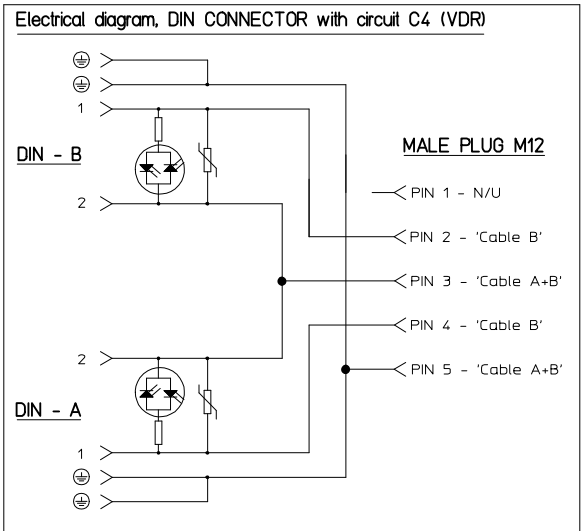 Electrical diagram, DIN CONNECTOR with circuit C4 (VDR)
1
DIN - B
2
MALE PLUG M12
PIN 1 - N/U
PIN 2 - 'Cable B'
PIN 3 - 'Cable A+B'
PIN 4 - 'Cable B'
PIN 5 - 'Cable A+B'
2
DIN - A
1